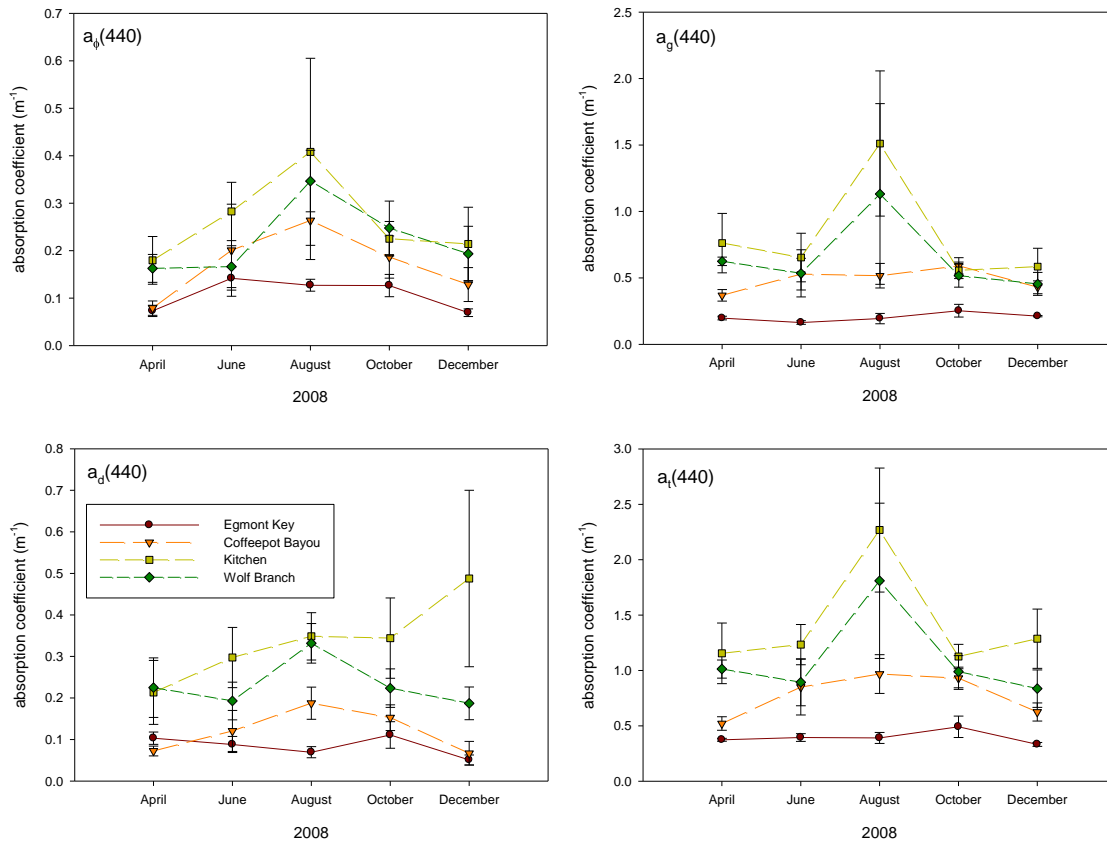 aϕ(440)
absorption coefficient (m⁻¹)
0.7
0.6
0.5
0.4
0.3
0.2
0.1
0.0
April June August October December
2008
ag(440)
absorption coefficient (m⁻¹)
2.5
2.0
1.5
1.0
0.5
0.0
April June August October December
2008
ad(440)
absorption coefficient (m⁻¹)
0.8
0.7
0.6
0.5
0.4
0.3
0.2
0.1
0.0
Egmont Key
Coffeepot Bayou
Kitchen
Wolf Branch
April June August October December
2008
at(440)
absorption coefficient (m⁻¹)
3.0
2.5
2.0
1.5
1.0
0.5
0.0
April June August October December
2008